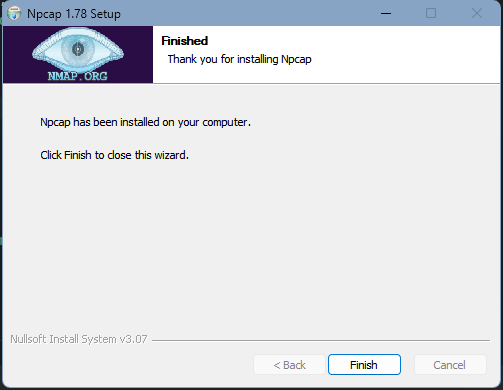 Npcap 1.78 Setup
NMAP.ORG
Finished
Thank you for installing Npcap
Npcap has been installed on your computer.
Click Finish to close this wizard.
Nullsoft Install System v3.07
< Back
Finish
Cancel